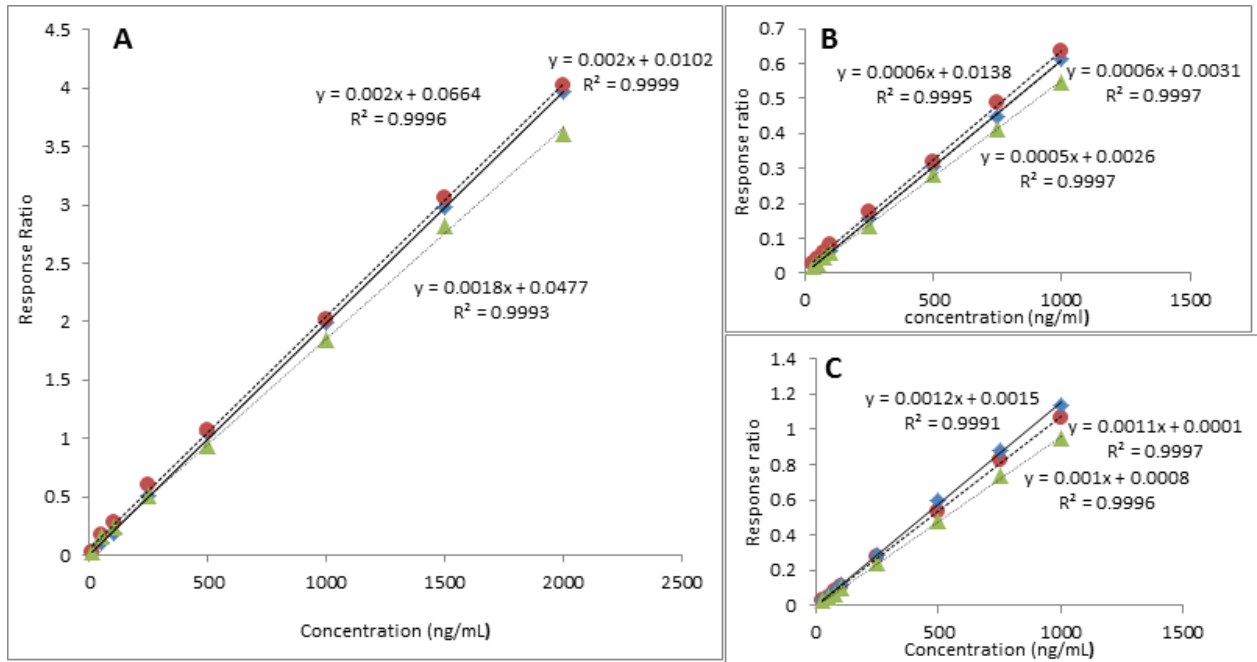 A
4.5
4
3.5
3
2.5
2
1.5
1
0.5
0
Response Ratio
y = 0.002x + 0.0102
R² = 0.9999
y = 0.002x + 0.0664
R² = 0.9996
y = 0.0018x + 0.0477
R² = 0.9993
0 500 1000 1500 2000 2500
Concentration (ng/mL)
B
0.7
0.6
0.5
0.4
0.3
0.2
0.1
0
Response ratio
y = 0.0006x + 0.0138
R² = 0.9995
y = 0.0006x + 0.0031
R² = 0.9997
y = 0.0005x + 0.0026
R² = 0.9997
0 500 1000 1500
concentration (ng/ml)
C
1.4
1.2
1
0.8
0.6
0.4
0.2
0
Response ratio
y = 0.0012x + 0.0015
R² = 0.9991
y = 0.0011x + 0.0001
R² = 0.9997
y = 0.001x + 0.0008
R² = 0.9996
0 500 1000 1500
Concentration (ng/mL)